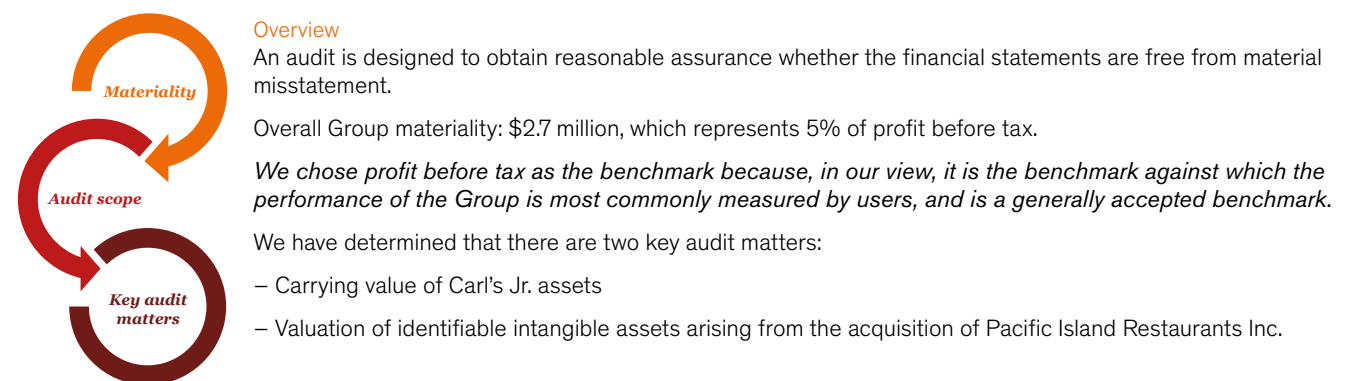 Materiality
Audit scope
Key audit
matters
Overview
An audit is designed to obtain reasonable assurance whether the financial statements are free from material
misstatement.
Overall Group materiality: $2.7 million, which represents 5% of profit before tax.
We chose profit before tax as the benchmark because, in our view, it is the benchmark against which the
performance of the Group is most commonly measured by users, and is a generally accepted benchmark.
We have determined that there are two key audit matters:
– Carrying value of Carl's Jr. assets
– Valuation of identifiable intangible assets arising from the acquisition of Pacific Island Restaurants Inc.